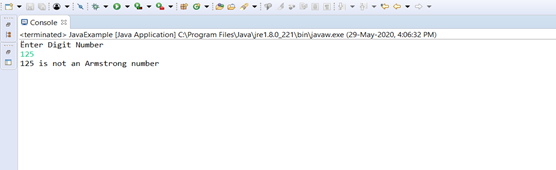 Console
<terminated> JavaExample [Java Application] C:\Program Files\Java\jre1.8.0_221\bin\javaw.exe (29-May-2020, 4:06:32 PM)
Enter Digit Number
125
125 is not an Armstrong number